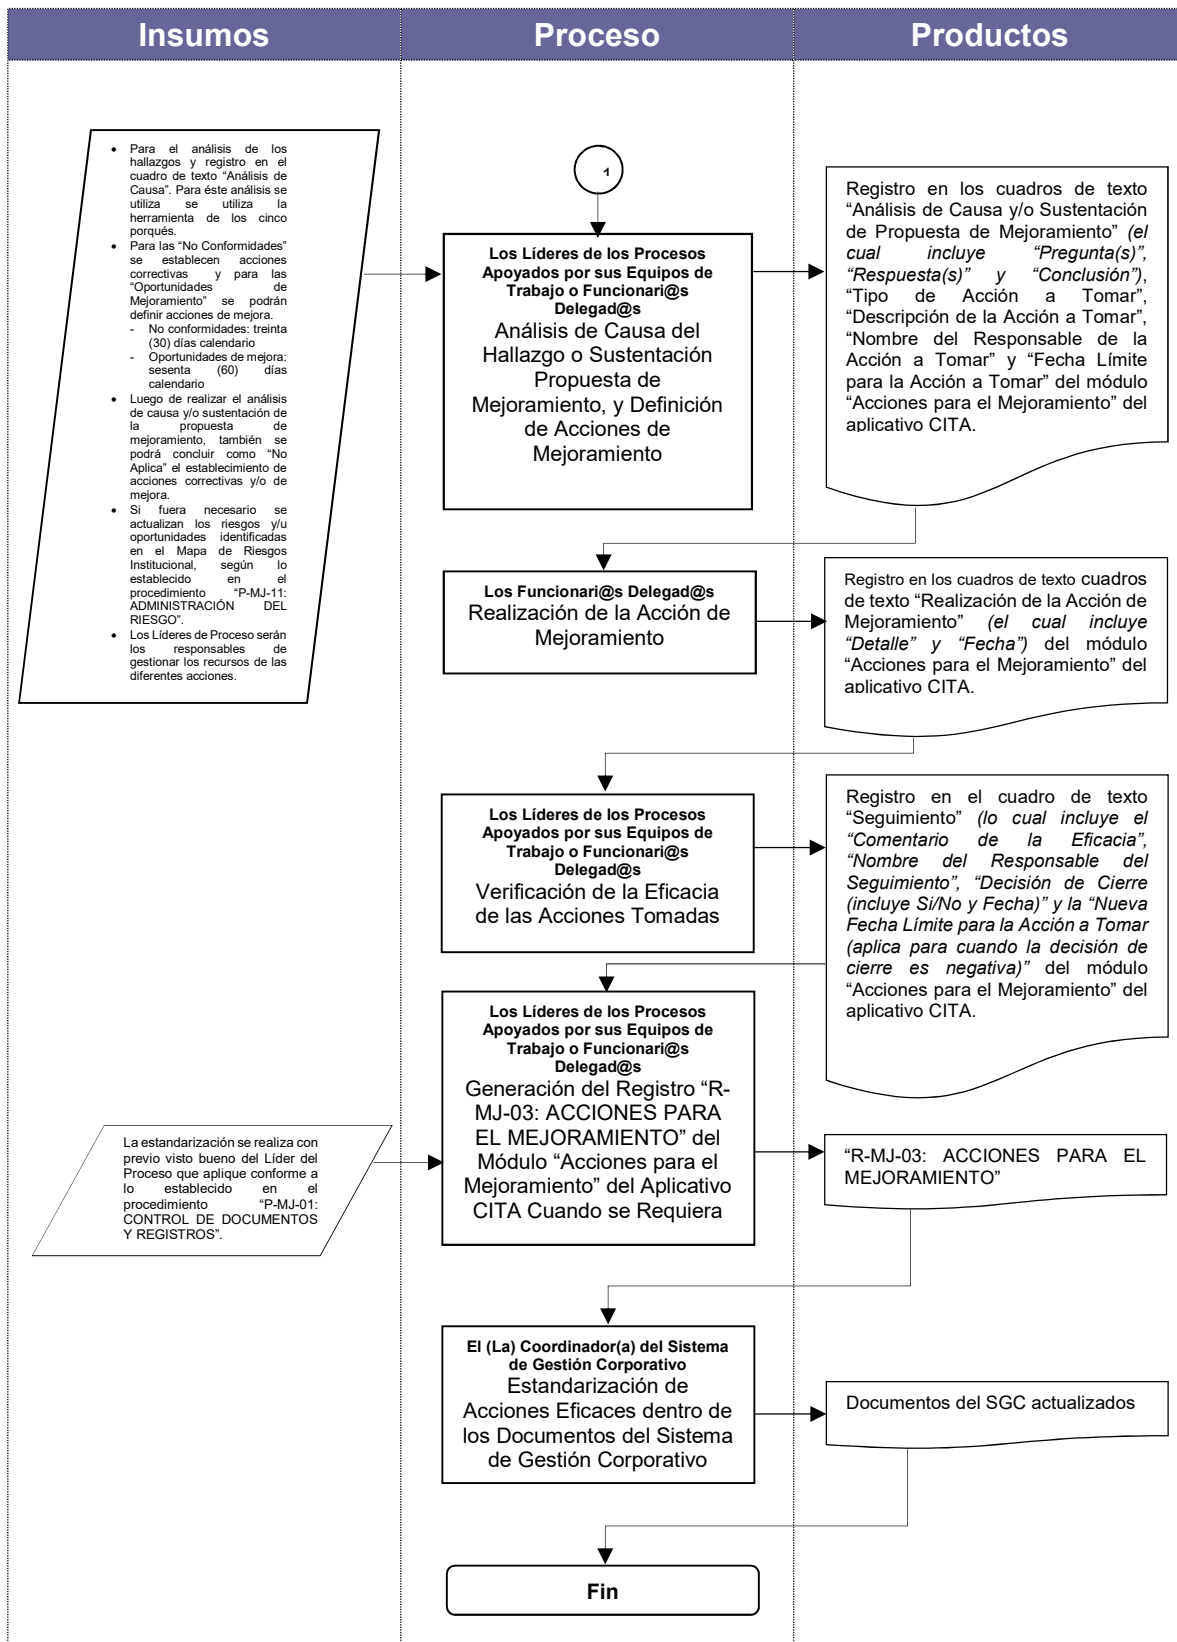 Insumos
Proceso
Productos
• Para el análisis de los
hallazgos y registro en el
cuadro de texto “Análisis de
Causa”. Para éste análisis se
utiliza se utiliza la
herramienta de los cinco
porqués.
• Para las “No Conformidades”
se establecen acciones
correctivas y para las
“Oportunidades de
Mejoramiento” se podrán
definir acciones de mejora.
- No conformidades: treinta
(30) días calendario
- Oportunidades de mejora:
sesenta (60) días
calendario
• Luego de realizar el análisis
de causa y/o sustentación de
la propuesta de
mejoramiento, también se
podrá concluir como “No
Aplica” el establecimiento de
acciones correctivas y/o de
mejora.
• Si fuera necesario se
actualizan los riesgos y/u
oportunidades identificadas
en el Mapa de Riesgos
Institucional, según lo
establecido en el
procedimiento “P-MJ-11:
ADMINISTRACIÓN DEL
RIESGO”.
• Los Líderes de Proceso serán
los responsables de
gestionar los recursos de las
diferentes acciones.
1
Los Líderes de los Procesos
Apoyados por sus Equipos de
Trabajo o Funcionari@s
Delegad@s
Análisis de Causa del
Hallazgo o Sustentación
Propuesta de
Mejoramiento, y Definición
de Acciones de
Mejoramiento
Registro en los cuadros de texto
“Análisis de Causa y/o Sustentación
de Propuesta de Mejoramiento” (el
cual incluye “Pregunta(s)”,
“Respuesta(s)” y “Conclusión”),
“Tipo de Acción a Tomar”,
“Descripción de la Acción a Tomar”,
“Nombre del Responsable de la
Acción a Tomar” y “Fecha Límite
para la Acción a Tomar” del módulo
“Acciones para el Mejoramiento” del
aplicativo CITA.
Los Funcionari@s Delegad@s
Realización de la Acción de
Mejoramiento
Registro en los cuadros de texto cuadros
de texto “Realización de la Acción de
Mejoramiento” (el cual incluye
“Detalle” y “Fecha”) del módulo
“Acciones para el Mejoramiento” del
aplicativo CITA.
Los Líderes de los Procesos
Apoyados por sus Equipos de
Trabajo o Funcionari@s
Delegad@s
Verificación de la Eficacia
de las Acciones Tomadas
Registro en el cuadro de texto
“Seguimiento” (lo cual incluye el
“Comentario de la Eficacia”,
“Nombre del Responsable del
Seguimiento”, “Decisión de Cierre
(incluye Si/No y Fecha)” y la “Nueva
Fecha Límite para la Acción a Tomar
(aplica para cuando la decisión de
cierre es negativa)” del módulo
“Acciones para el Mejoramiento” del
aplicativo CITA.
La estandarización se realiza con
previo visto bueno del Líder del
Proceso que aplique conforme a
lo establecido en el
procedimiento “P-MJ-01:
CONTROL DE DOCUMENTOS
Y REGISTROS”.
Los Líderes de los Procesos
Apoyados por sus Equipos de
Trabajo o Funcionari@s
Delegad@s
Generación del Registro “R-
MJ-03: ACCIONES PARA
EL MEJORAMIENTO” del
Módulo “Acciones para el
Mejoramiento” del Aplicativo
CITA Cuando se Requiera
“R-MJ-03: ACCIONES PARA EL
MEJORAMIENTO”
El (La) Coordinador(a) del Sistema
de Gestión Corporativo
Estandarización de
Acciones Eficaces dentro de
los Documentos del Sistema
de Gestión Corporativo
Documentos del SGC actualizados
Fin